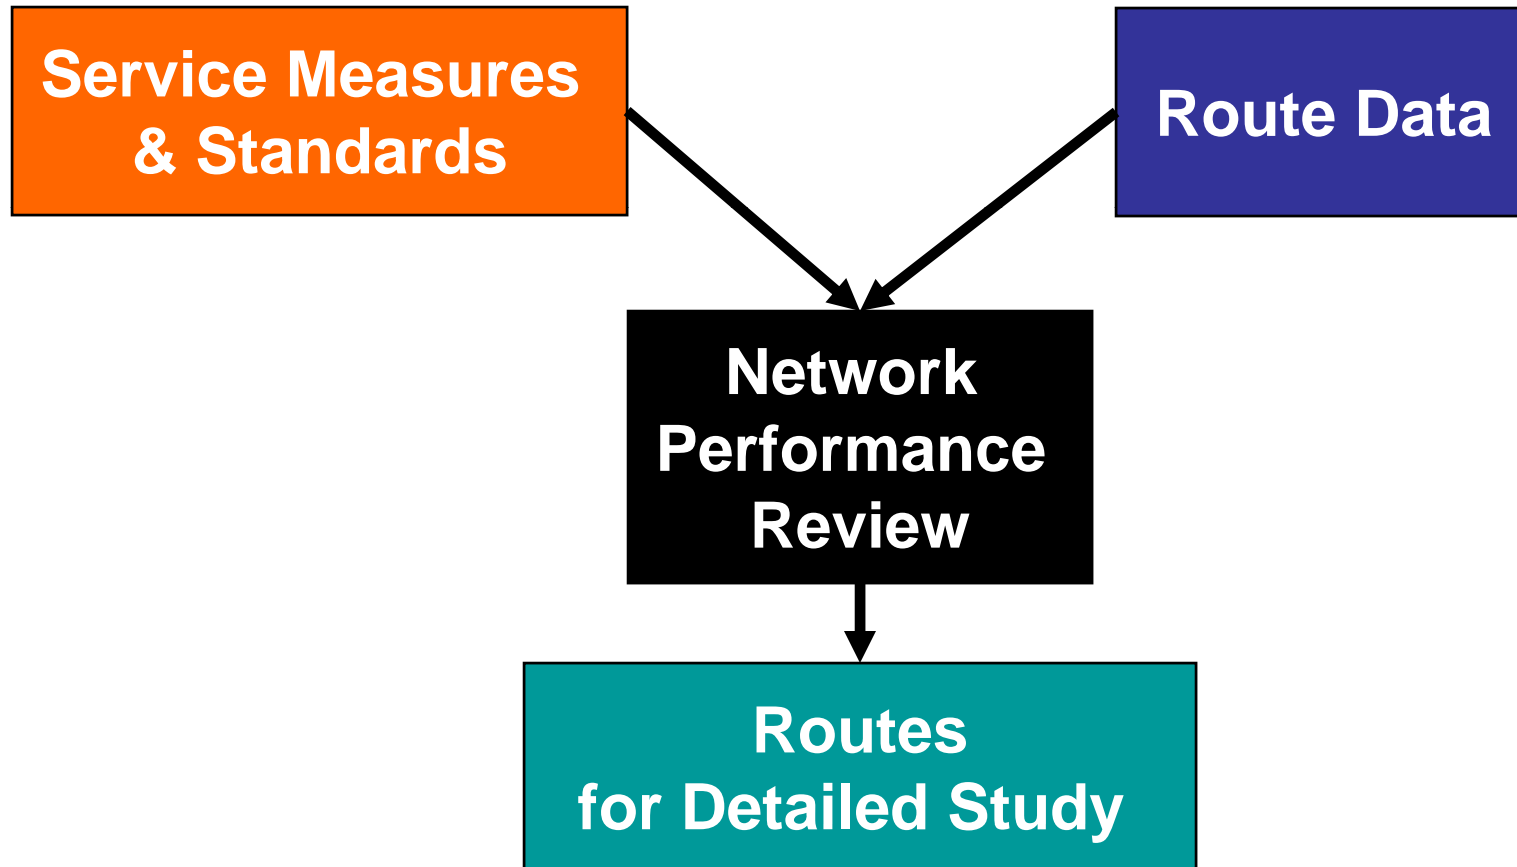 Service Measures
& Standards
Route Data
Network
Performance
Review
Routes
for Detailed Study